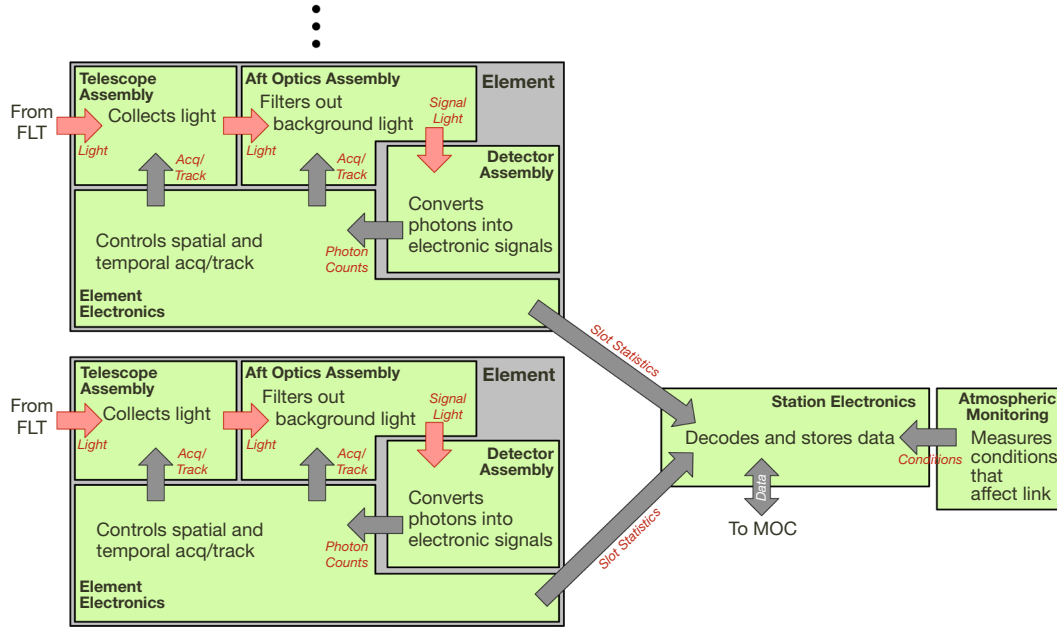 Telescope
Assembly
Aft Optics Assembly
Element
From
FLT
Collects light
Filters out
background light
Signal
Light
Light
Light
Acq/
Track
Acq/
Track
Detector
Assembly
Converts
photons into
electronic signals
Photon
Counts
Controls spatial and
temporal acq/track
Element
Electronics
Slot Statistics
Telescope
Assembly
Aft Optics Assembly
Element
From
FLT
Collects light
Filters out
background light
Signal
Light
Light
Light
Acq/
Track
Acq/
Track
Detector
Assembly
Converts
photons into
electronic signals
Photon
Counts
Controls spatial and
temporal acq/track
Element
Electronics
Slot Statistics
Station Electronics
Decodes and stores data
Conditions
Data
To MOC
Atmospheric
Monitoring
Measures
conditions
that
affect link